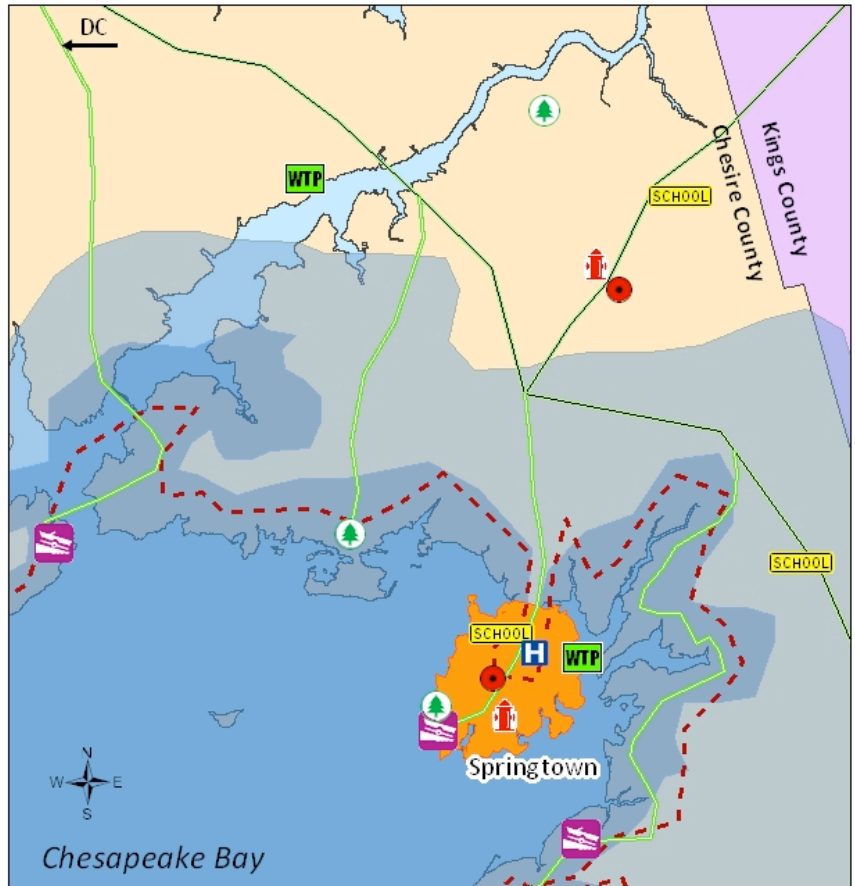 DC
WTP
SCHOOL
Chesire County
Kings County
SCHOOL
SCHOOL
H
WTP
Springtown
N
W E
S
Chesapeake Bay